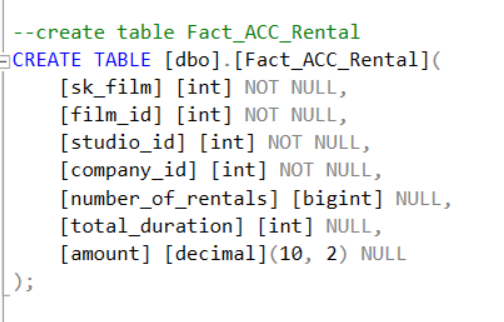 --create table Fact_ACC_Rental
CREATE TABLE [dbo].[Fact_ACC_Rental](
[sk_film] [int] NOT NULL,
[film_id] [int] NOT NULL,
[studio_id] [int] NOT NULL,
[company_id] [int] NOT NULL,
[number_of_rentals] [bigint] NULL,
[total_duration] [int] NULL,
[amount] [decimal](10, 2) NULL
);